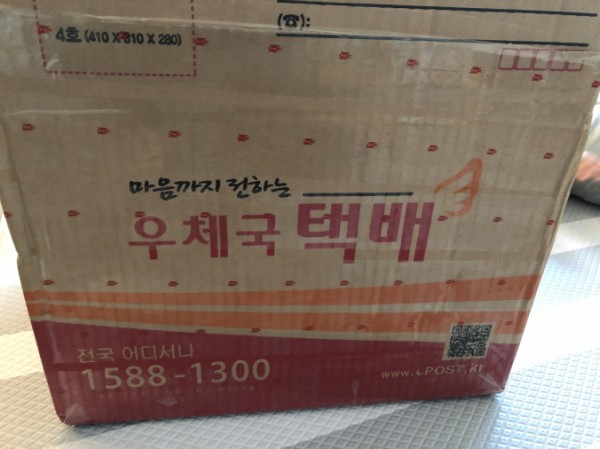 (☎):
4호 (410 X 310 X 280)
마음까지 전하는
우체국 택배
전국 어디서나
1588-1300
www.ePOST.kr